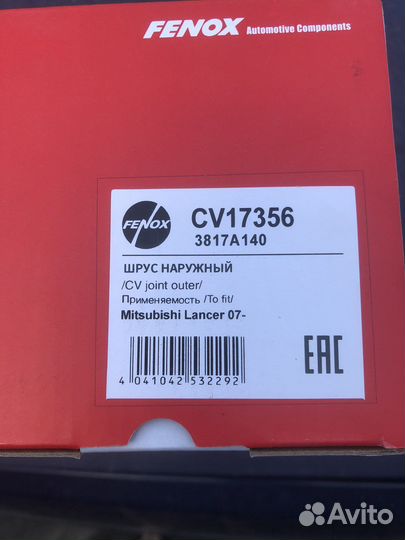 FENOX Automotive Components
FENOX
CV17356
3817A140
ШРУС НАРУЖНЫЙ
/CV joint outer/
Применяемость /To fit/
Mitsubishi Lancer 07-
EAC
4 041042 532292
Avito